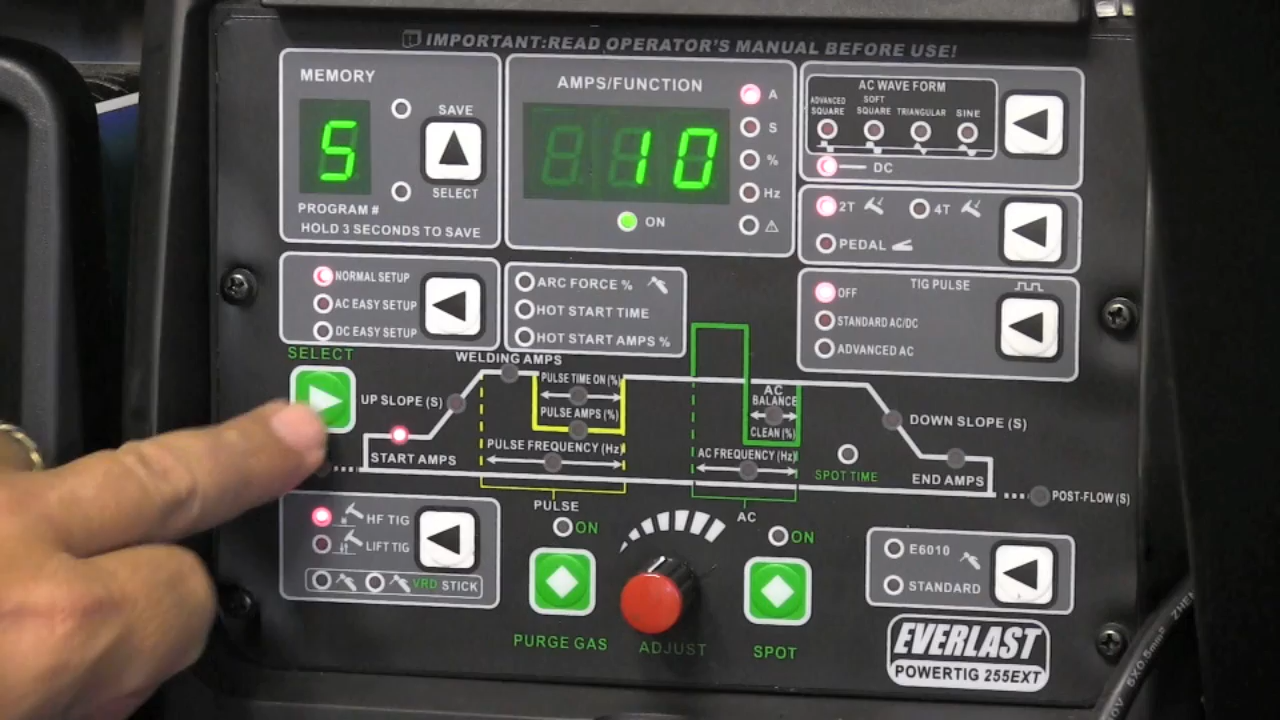 IMPORTANT:READ OPERATOR'S MANUAL BEFORE USE!
MEMORY
5
SAVE
SELECT
PROGRAM #
HOLD 3 SECONDS TO SAVE
AMPS/FUNCTION
10
A
S
%
Hz
ON
AC WAVE FORM
ADVANCED SQUARE
SOFT SQUARE
TRIANGULAR
SINE
DC
2T
4T
PEDAL
NORMAL SETUP
AC EASY SETUP
DC EASY SETUP
ARC FORCE %
HOT START TIME
HOT START AMPS %
TIG PULSE
OFF
STANDARD AC/DC
ADVANCED AC
SELECT
WELDING AMPS
UP SLOPE (S)
START AMPS
PULSE TIME ON (%)
PULSE AMPS (%)
PULSE FREQUENCY (Hz)
AC
BALANCE
CLEAN (%)
AC FREQUENCY (Hz)
SPOT TIME
DOWN SLOPE (S)
END AMPS
POST-FLOW (S)
HF TIG
LIFT TIG
VRD STICK
PULSE
ON
PURGE GAS
ADJUST
AC
ON
SPOT
E6010
STANDARD
EVERLAST
POWERTIG 255EXT